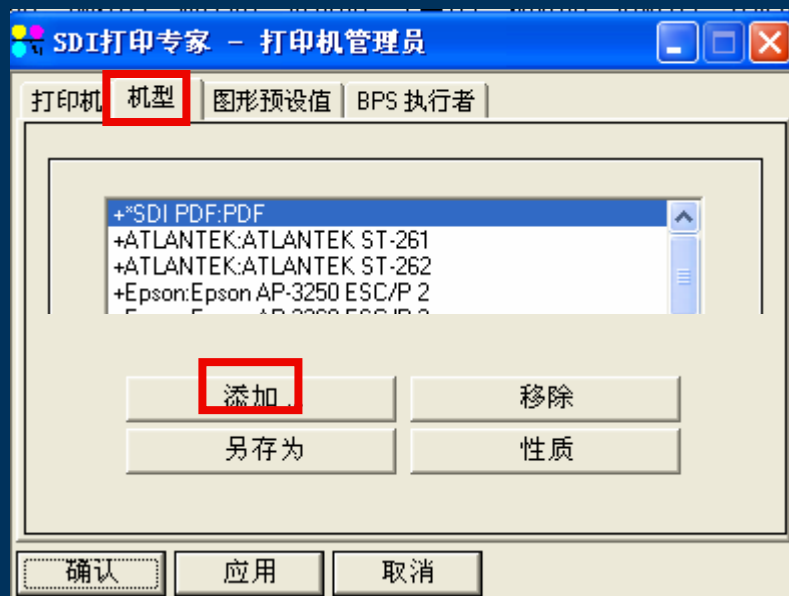 SDI打印专家 - 打印机管理员
打印机 机型 图形预设值 BPS 执行者
+*SDI PDF:PDF
+ATLANTEK:ATLANTEK ST-261
+ATLANTEK:ATLANTEK ST-262
+Epson:Epson AP-3250 ESC/P 2
添加... 移除
另存为 性质
确认 应用 取消